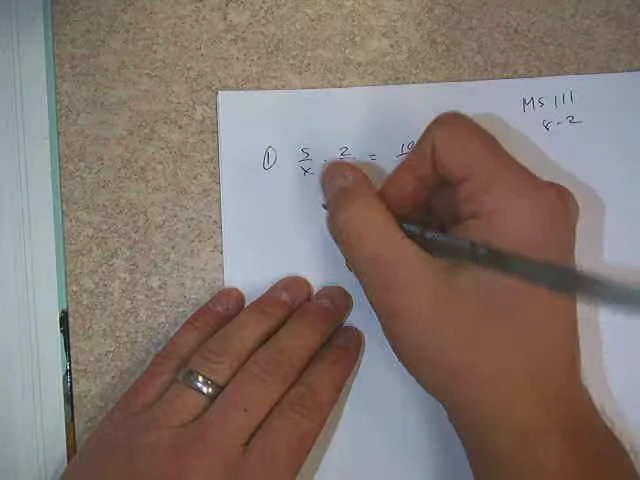 MS 111
8-2
① 5/x · 2/ = 10